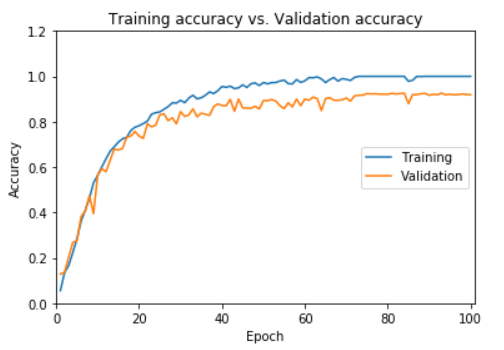 Training accuracy vs. Validation accuracy
1.2
1.0
0.8
0.6
0.4
0.2
0.0
Accuracy
Training
Validation
0
20
40
60
80
100
Epoch